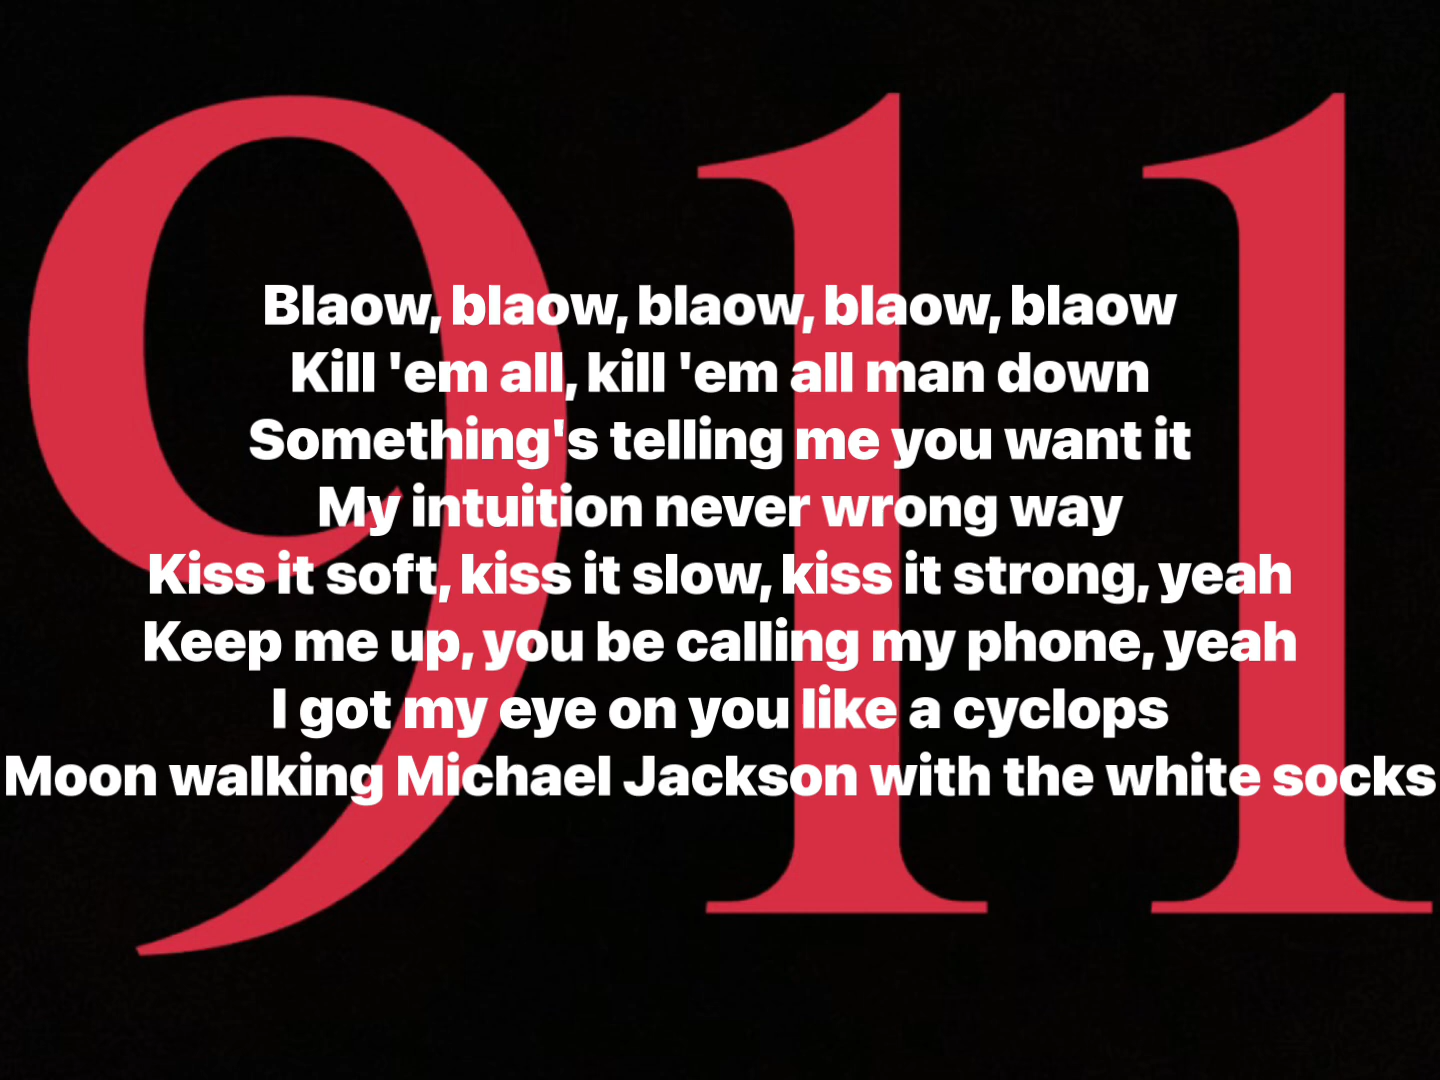 911
Blaow, blaow, blaow, blaow, blaow
Kill 'em all, kill 'em all man down
Something's telling me you want it
My intuition never wrong way
Kiss it soft, kiss it slow, kiss it strong, yeah
Keep me up, you be calling my phone, yeah
I got my eye on you like a cyclops
Moon walking Michael Jackson with the white socks